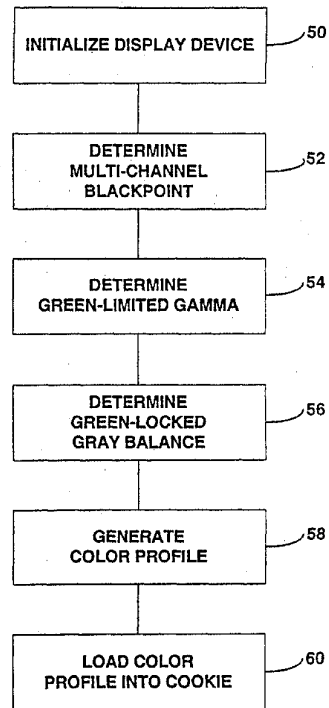 INITIALIZE DISPLAY DEVICE
50
DETERMINE
MULTI-CHANNEL
BLACKPOINT
52
DETERMINE
GREEN-LIMITED GAMMA
54
DETERMINE
GREEN-LOCKED
GRAY BALANCE
56
GENERATE
COLOR PROFILE
58
LOAD COLOR
PROFILE INTO COOKIE
60